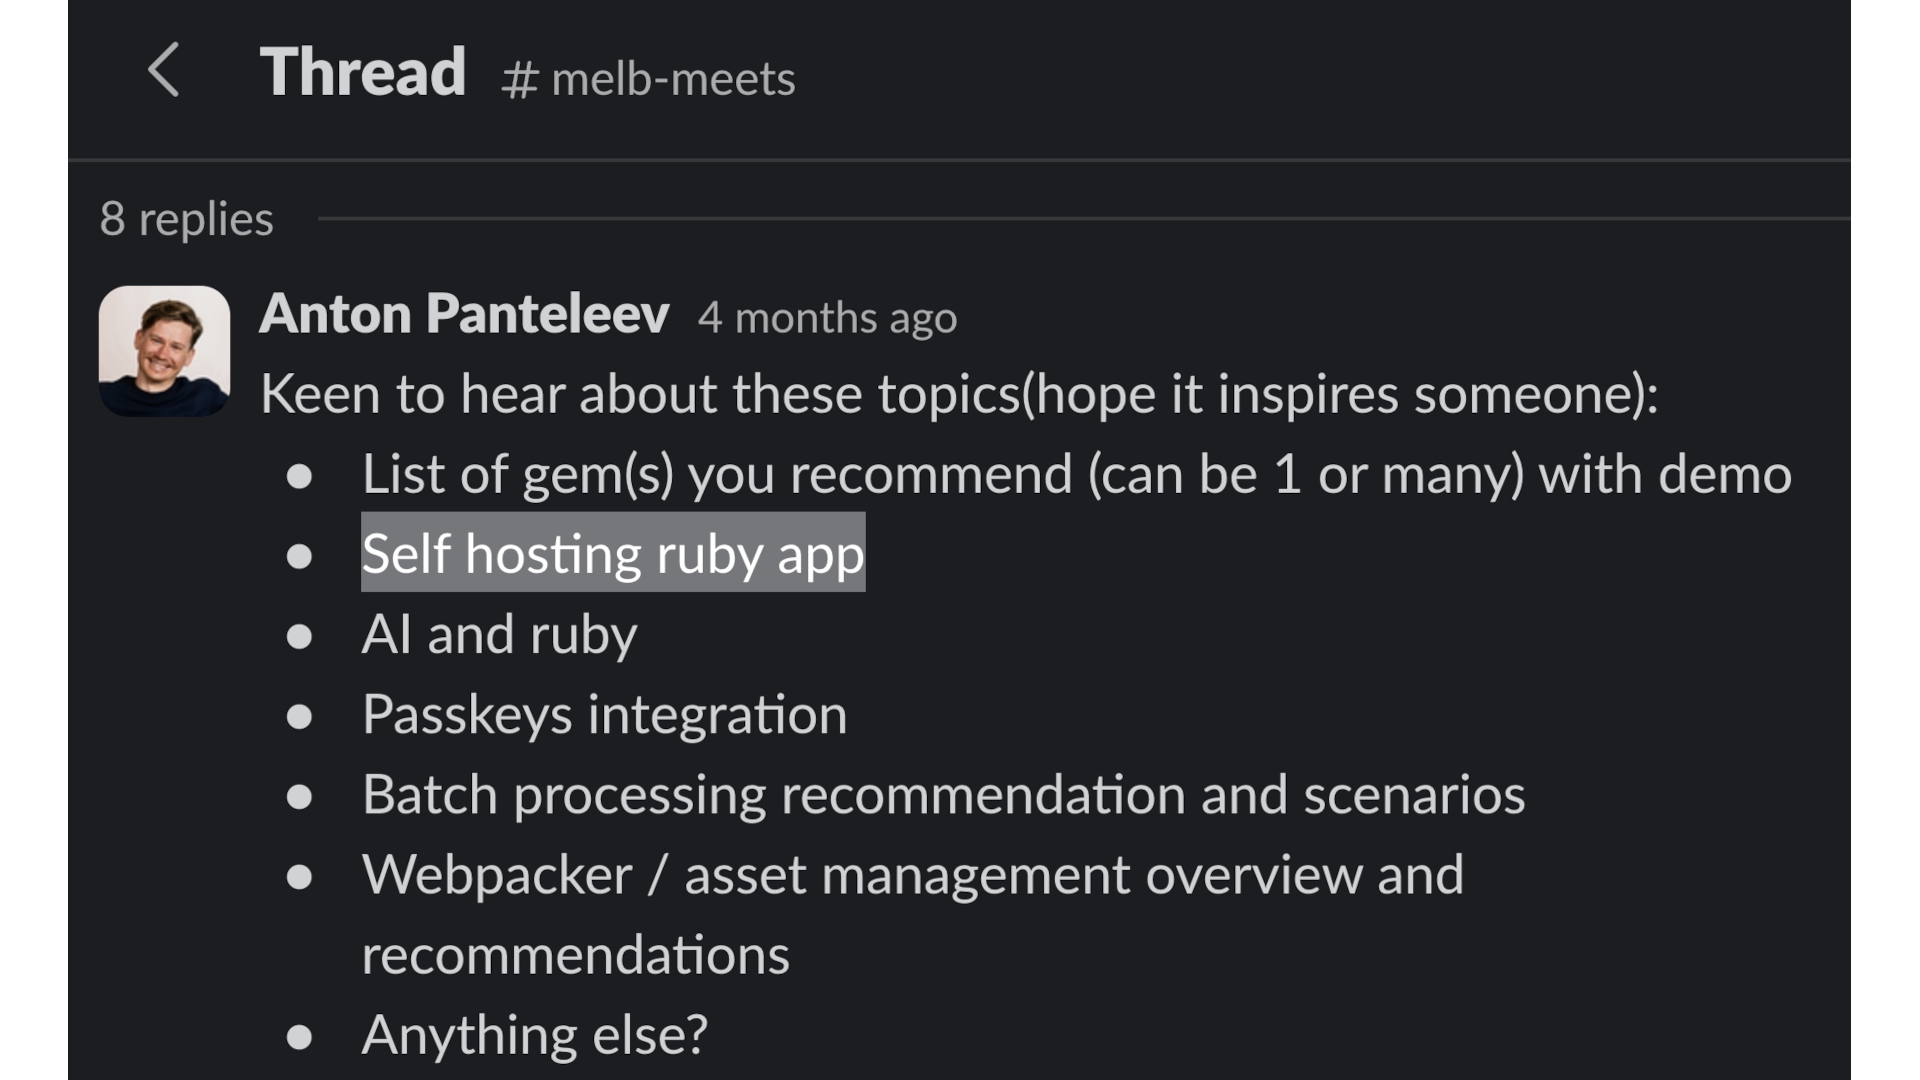 Thread # melb-meets
8 replies
Anton Panteleev 4 months ago
Keen to hear about these topics(hope it inspires someone):
● List of gem(s) you recommend (can be 1 or many) with demo
● Self hosting ruby app
● AI and ruby
● Passkeys integration
● Batch processing recommendation and scenarios
● Webpacker / asset management overview and
recommendations
● Anything else?